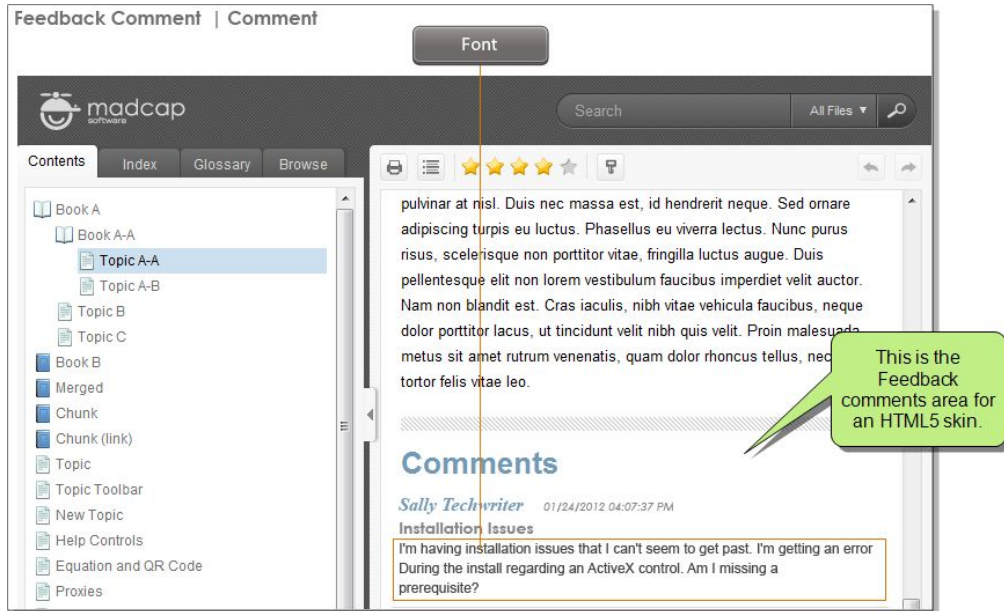 Feedback Comment | Comment
Font
madcap
software
Search
All Files
Contents
Index
Glossary
Browse
Book A
Book A-A
Topic A-A
Topic A-B
Topic B
Topic C
Book B
Merged
Chunk
Chunk (link)
Topic
Topic Toolbar
New Topic
Help Controls
Equation and QR Code
Proxies
pulvinar at nisl. Duis nec massa est, id hendrerit neque. Sed ornare
adipiscing turpis eu luctus. Phasellus eu viverra lectus. Nunc purus
risus, scelerisque non porttitor vitae, fringilla luctus augue. Duis
pellentesque elit non lorem vestibulum faucibus imperdiet velit auctor.
Nam non blandit est. Cras iaculis, nibh vitae vehicula faucibus, neque
dolor porttitor lacus, ut tincidunt velit nibh quis velit. Proin malesuada
metus sit amet rutrum venenatis, quam dolor rhoncus tellus, nec
tortor felis vitae leo.
This is the
Feedback
comments area for
an HTML5 skin.
Comments
Sally Techwriter 01/24/2012 04:07:37 PM
Installation Issues
I'm having installation issues that I can't seem to get past. I'm getting an error
During the install regarding an ActiveX control. Am I missing a
prerequisite?